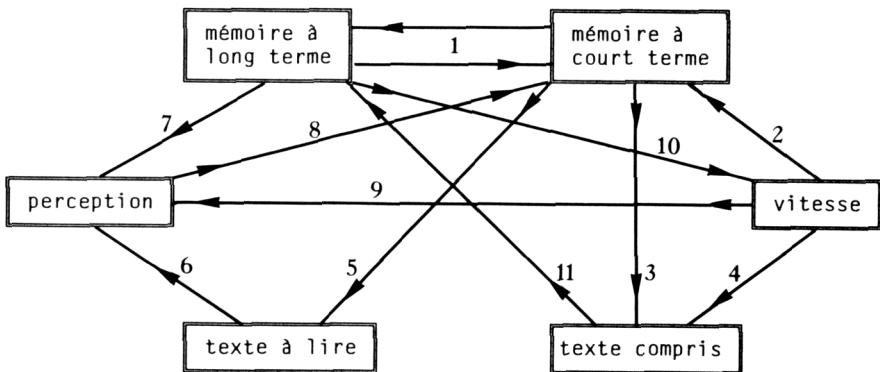 mémoire à
long terme
1
mémoire à
court terme
7
8
10
2
perception
9
vitesse
6
5
11
3
4
texte à lire
texte compris